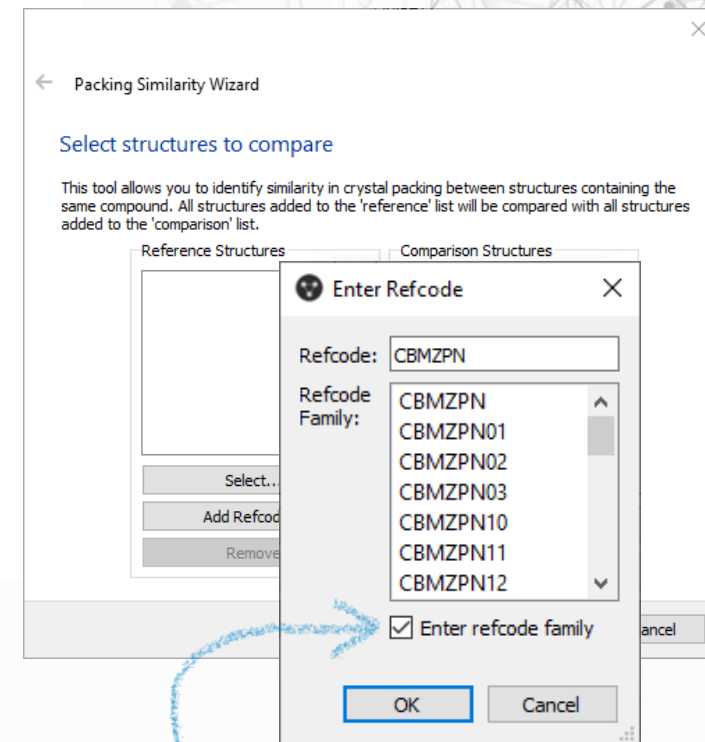 Packing Similarity Wizard
Select structures to compare
This tool allows you to identify similarity in crystal packing between structures containing the
same compound. All structures added to the 'reference' list will be compared with all structures
added to the 'comparison' list.
Reference Structures
Comparison Structures
Enter Refcode
Refcode:
CBMZPN
Refcode
Family:
CBMZPN
CBMZPN01
CBMZPN02
CBMZPN03
CBMZPN10
CBMZPN11
CBMZPN12
Select...
Add Refcod
Remove
Enter refcode family
ancel
OK
Cancel